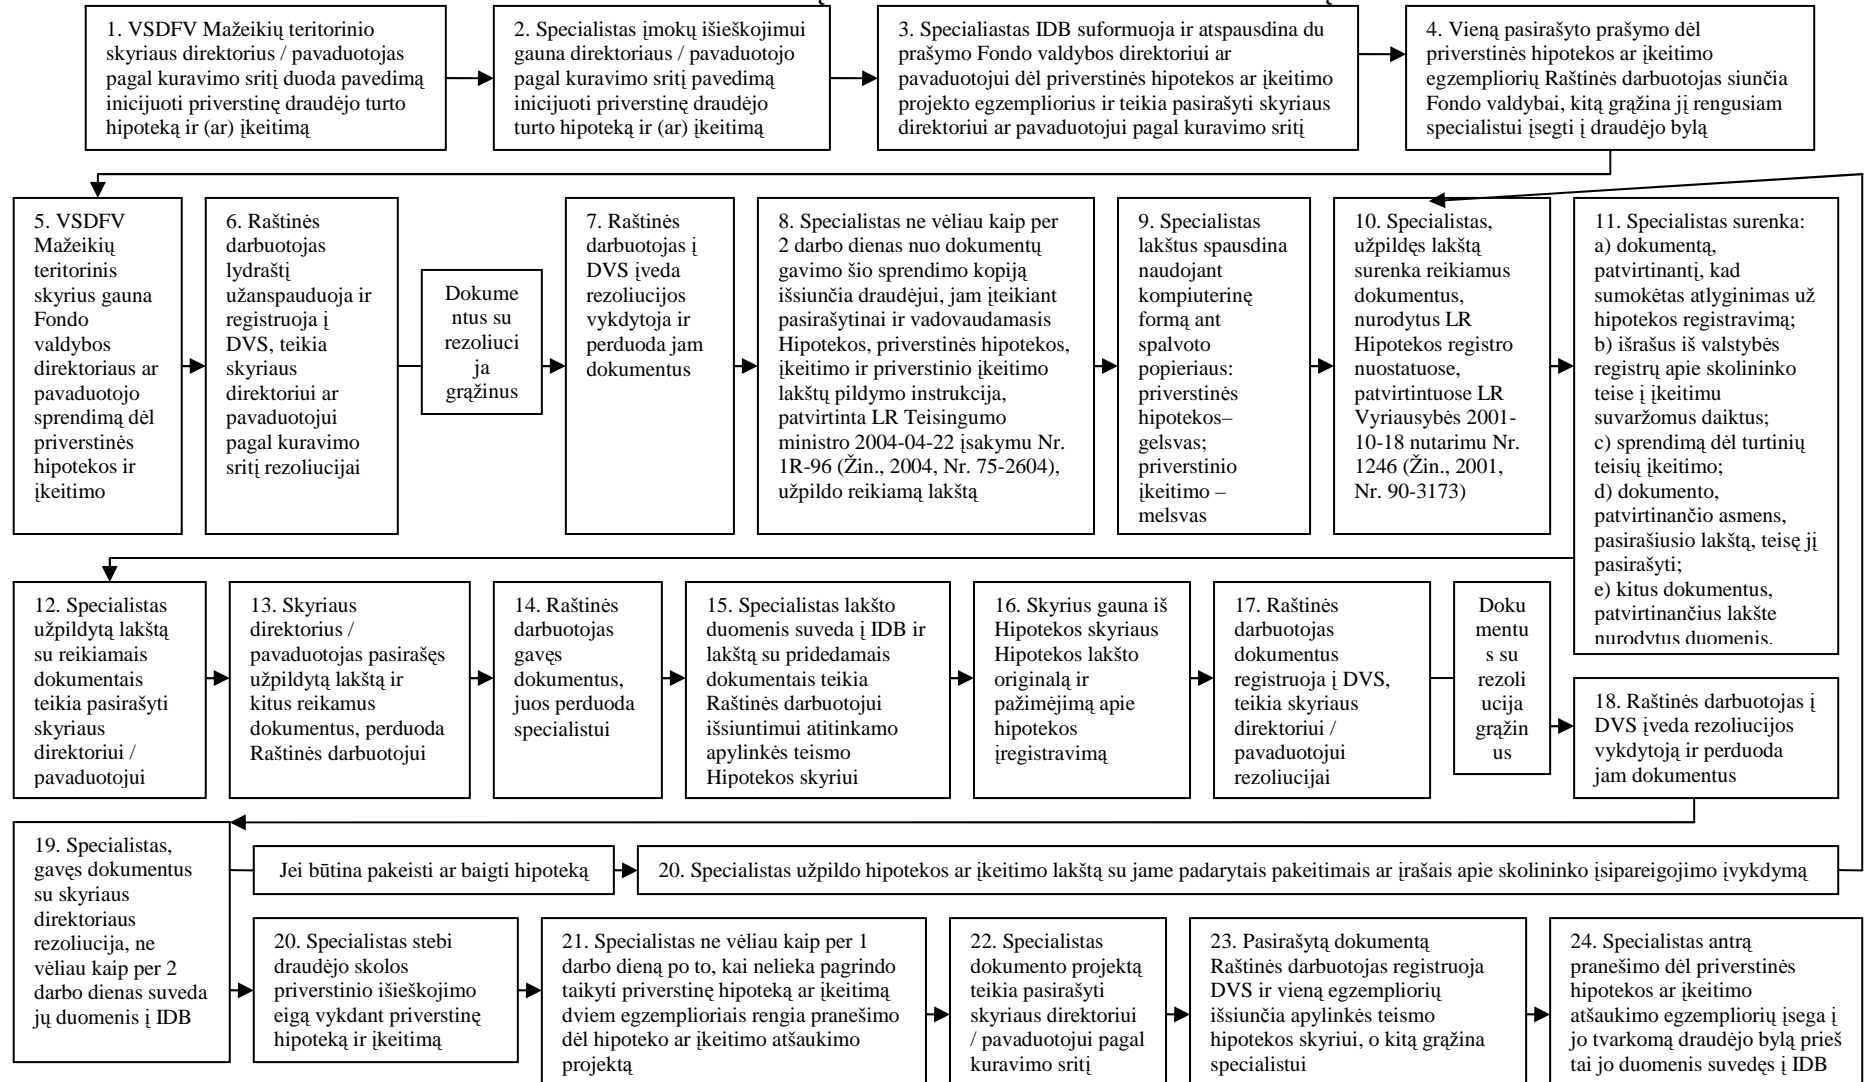 1. VSDFV Mažeikių teritorinio
skyriaus direktorius / pavaduotojas
pagal kuravimo sritį duoda pavedimą
inicijuoti priverstinę draudėjo turto
hipoteką ir (ar) įkeitimą
2. Specialistas įmokų išieškojimui
gauna direktoriaus / pavaduotojo
pagal kuravimo sritį pavedimą
inicijuoti priverstinę draudėjo
turto hipoteką ir (ar) įkeitimą
3. Specialiastas IDB suformuoja ir atspausdina du
prašymo Fondo valdybos direktoriui ar
pavaduotojui dėl priverstinės hipotekos ar įkeitimo
projekto egzempliorius ir teikia pasirašyti skyriaus
direktoriui ar pavaduotojui pagal kuravimo sritį
4. Vieną pasirašyto prašymo dėl
priverstinės hipotekos ar įkeitimo
egzempliorių Raštinės darbuotojas siunčia
Fondo valdybai, kitą grąžina jį rengusiam
specialistui įsegti į draudėjo bylą
5. VSDFV
Mažeikių
teritorinis
skyrius gauna
Fondo
valdybos
direktoriaus ar
pavaduotojo
sprendimą dėl
priverstinės
hipotekos ir
įkeitimo
6. Raštinės
darbuotojas
lydraštį
užanspauduoja ir
registruoja į
DVS, teikia
skyriaus
direktoriui ar
pavaduotojui
pagal kuravimo
sritį rezoliucijai
Dokume
ntus su
rezoliuci
ja
grąžinus
7. Raštinės
darbuotojas į
DVS įveda
rezoliucijos
vykdytoja ir
perduoda jam
dokumentus
8. Specialistas ne vėliau kaip per
2 darbo dienas nuo dokumentų
gavimo šio sprendimo kopiją
išsiunčia draudėjui, jam įteikiant
pasirašytinai ir vadovaudamasis
Hipotekos, priverstinės hipotekos,
įkeitimo ir priverstinio įkeitimo
lakštų pildymo instrukcija,
patvirtinta LR Teisingumo
ministro 2004-04-22 įsakymu Nr.
1R-96 (Žin., 2004, Nr. 75-2604),
užpildo reikiamą lakštą
9. Specialistas
lakštus spausdina
naudojant
kompiuterinę
formą ant
spalvoto
popieriaus:
priverstinės
hipotekos–
gelsvas;
priverstinio
įkeitimo –
melsvas
10. Specialistas,
užpildęs lakštą
surenka reikiamus
dokumentus,
nurodytus LR
Hipotekos registro
nuostatuose,
patvirtintuose LR
Vyriausybės 2001-
10-18 nutarimu Nr.
1246 (Žin., 2001,
Nr. 90-3173)
11. Specialistas surenka:
a) dokumentą,
patvirtinantį, kad
sumokėtas atlyginimas už
hipotekos registravimą;
b) išrašus iš valstybės
registrų apie skolininko
teise į įkeitimu
suvaržomus daiktus;
c) sprendimą dėl turtinių
teisių įkeitimo;
d) dokumento,
patvirtinančio asmens,
pasirašiusio lakštą, teisę jį
pasirašyti;
e) kitus dokumentus,
patvirtinančius lakšte
nurodytus duomenis.
12. Specialistas
užpildytą lakštą
su reikiamais
dokumentais
teikia pasirašyti
skyriaus
direktoriui /
pavaduotojui
13. Skyriaus
direktorius /
pavaduotojas pasirašęs
užpildytą lakštą ir
kitus reikamus
dokumentus, perduoda
Raštinės darbuotojui
14. Raštinės
darbuotojas
gavęs
dokumentus,
juos perduoda
specialistui
15. Specialistas lakšto
duomenis suveda į IDB ir
lakštą su pridedamais
dokumentais teikia
Raštinės darbuotojui
išsiuntimui atitinkamo
apylinkės teismo
Hipotekos skyriui
16. Skyrius gauna iš
Hipotekos skyriaus
Hipotekos lakšto
originalą ir
pažimėjimą apie
hipotekos
įregistravimą
17. Raštinės
darbuotojas
dokumentus
registruoja į DVS,
teikia skyriaus
direktoriui /
pavaduotojui
rezoliucijai
Doku
mentu
s su
rezoli
ucija
grąžin
us
18. Raštinės darbuotojas į
DVS įveda rezoliucijos
vykdytoją ir perduoda
jam dokumentus
19. Specialistas,
gavęs dokumentus
su skyriaus
direktoriaus
rezoliucija, ne
vėliau kaip per 2
darbo dienas suveda
jų duomenis į IDB
Jei būtina pakeisti ar baigti hipoteką
20. Specialistas užpildo hipotekos ar įkeitimo lakštą su jame padarytais pakeitimais ar įrašais apie skolininko įsipareigojimo įvykdymą
20. Specialistas stebi
draudėjo skolos
priverstinio išieškojimo
eigą vykdant priverstinę
hipoteką ir įkeitimą
21. Specialistas ne vėliau kaip per 1
darbo dieną po to, kai nelieka pagrindo
taikyti priverstinę hipoteką ar įkeitimą
dviem egzemplioriais rengia pranešimo
dėl hipoteko ar įkeitimo atšaukimo
projektą
22. Specialistas
dokumento projektą
teikia pasirašyti
skyriaus direktoriui
/ pavaduotojui pagal
kuravimo sritį
23. Pasirašytą dokumentą
Raštinės darbuotojas registruoja
DVS ir vieną egzempliorių
išsiunčia apylinkės teismo
hipotekos skyriui, o kitą grąžina
specialistui
24. Specialistas antrą
pranešimo dėl priverstinės
hipotekos ar įkeitimo
atšaukimo egzempliorių įsega į
jo tvarkomą draudėjo bylą prieš
tai jo duomenis suvedęs į IDB